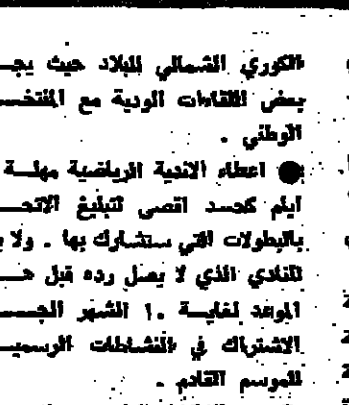 الكوري الشمالي للبلاد حيث يجـ
بعض اللقاءات الودية مع المنتخـ
الوطني .
● اعطاء الاندية الرياضية مهلـة
ايام كحـد اقصى لتبليغ الاتحـ
بالبطولات التي ستشارك بها . ولا
للنادي الذي لا يصل رده قبل هـ
الموعد لغايـة ١٠ الشهر الجـ
الاشتراك في النشاطات الرسميـ
للموسم القادم .